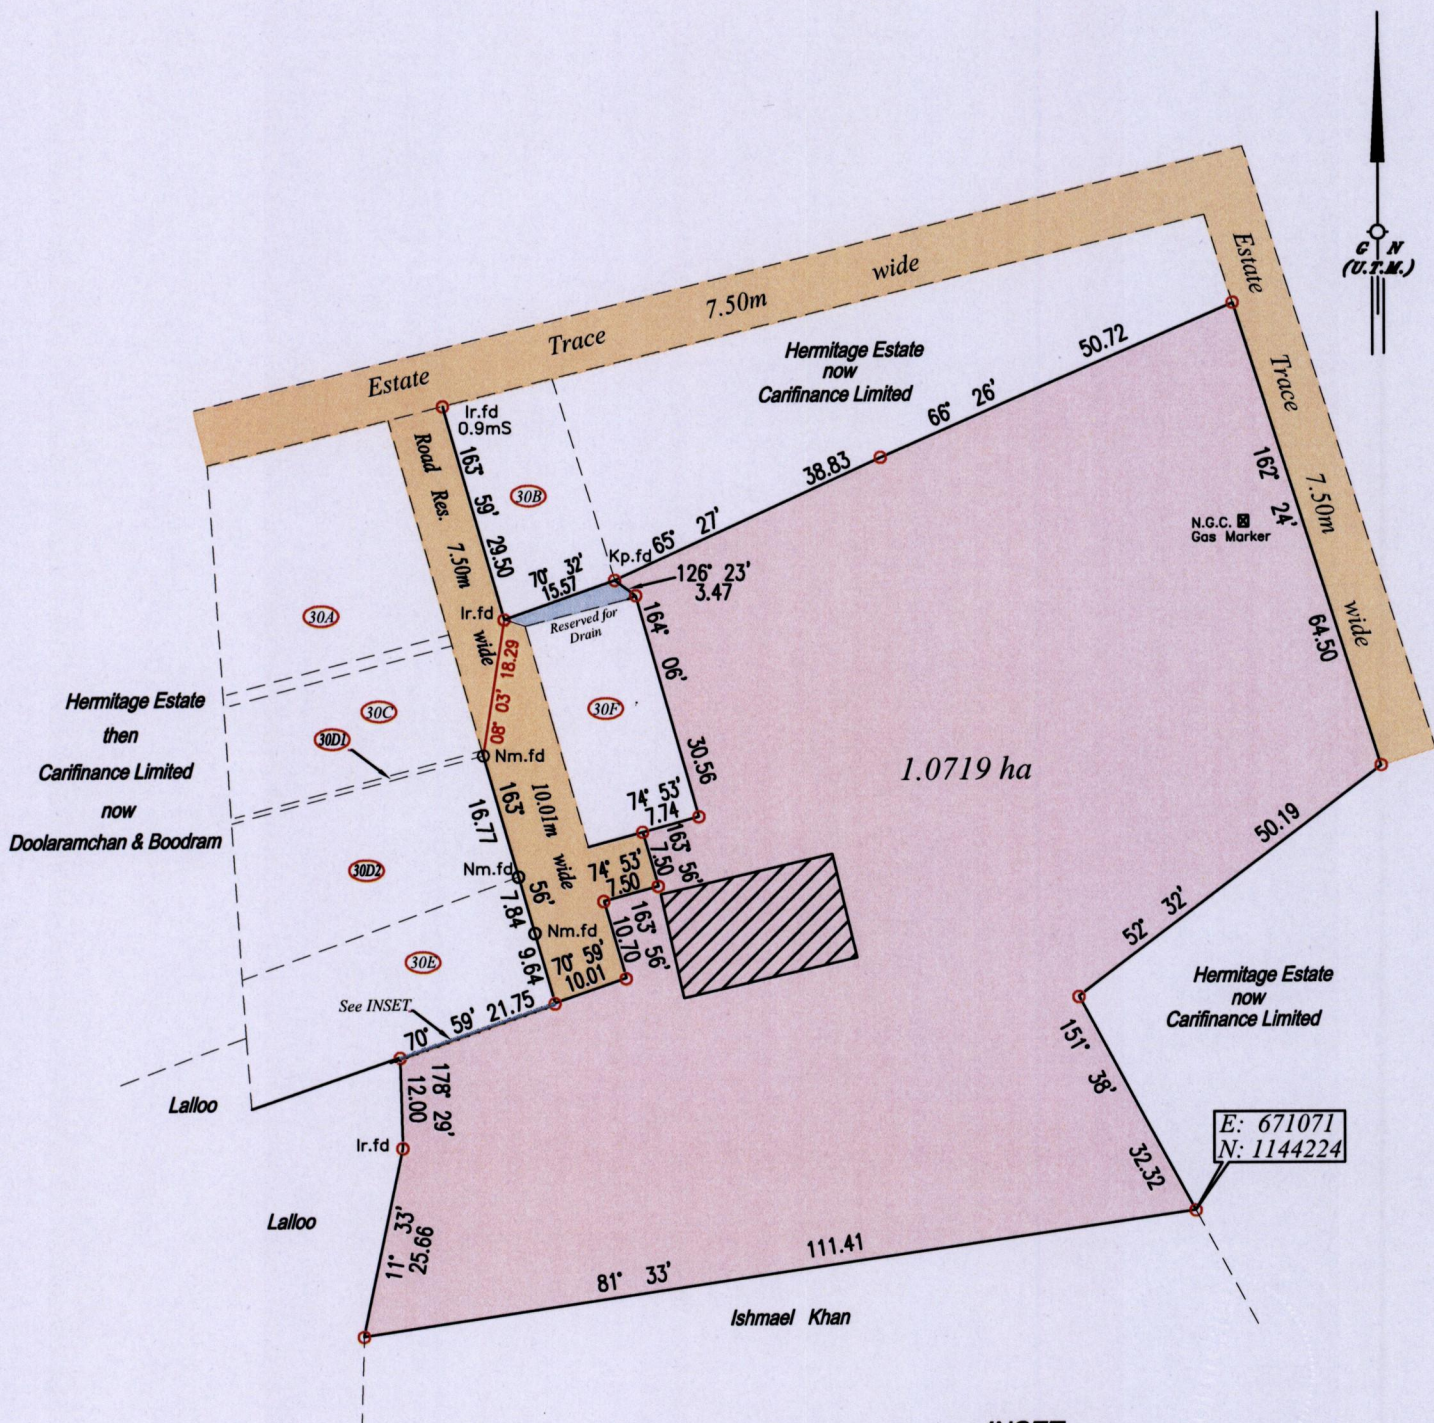 G N
(U.T.M.)
Estate Trace 7.50m wide
Estate Trace 7.50m wide
Hermitage Estate
now
Carifinance Limited
50.72
66° 26'
38.83
65° 27'
162° 24'
64.50
N.G.C.
Gas Marker
Ir.fd
0.9mS
163° 59'
29.50
Road Res. 7.50m wide
30B
Kp.fd
70° 32'
15.57
126° 23'
3.47
Ir.fd
Reserved for
Drain
164° 06'
30.56
30A
08° 03' 18.29
30F
Hermitage Estate
then
Carifinance Limited
now
Doolaramchan & Boodram
30C
30D1
Nm.fd
1.0719 ha
10.01m wide
163° 56'
16.77
74° 53'
7.74
163° 56'
7.50
74° 53'
7.50
30D2
Nm.fd
7.84
Nm.fd
9.64
163° 56'
10.70
70° 59'
10.01
50.19
52° 32'
30E
See INSET
70° 59' 21.75
Hermitage Estate
now
Carifinance Limited
151° 38'
32.32
Lalloo
178° 29'
12.00
Ir.fd
E: 671071
N: 1144224
Lalloo
11° 33'
25.66
81° 33'
111.41
Ishmael Khan